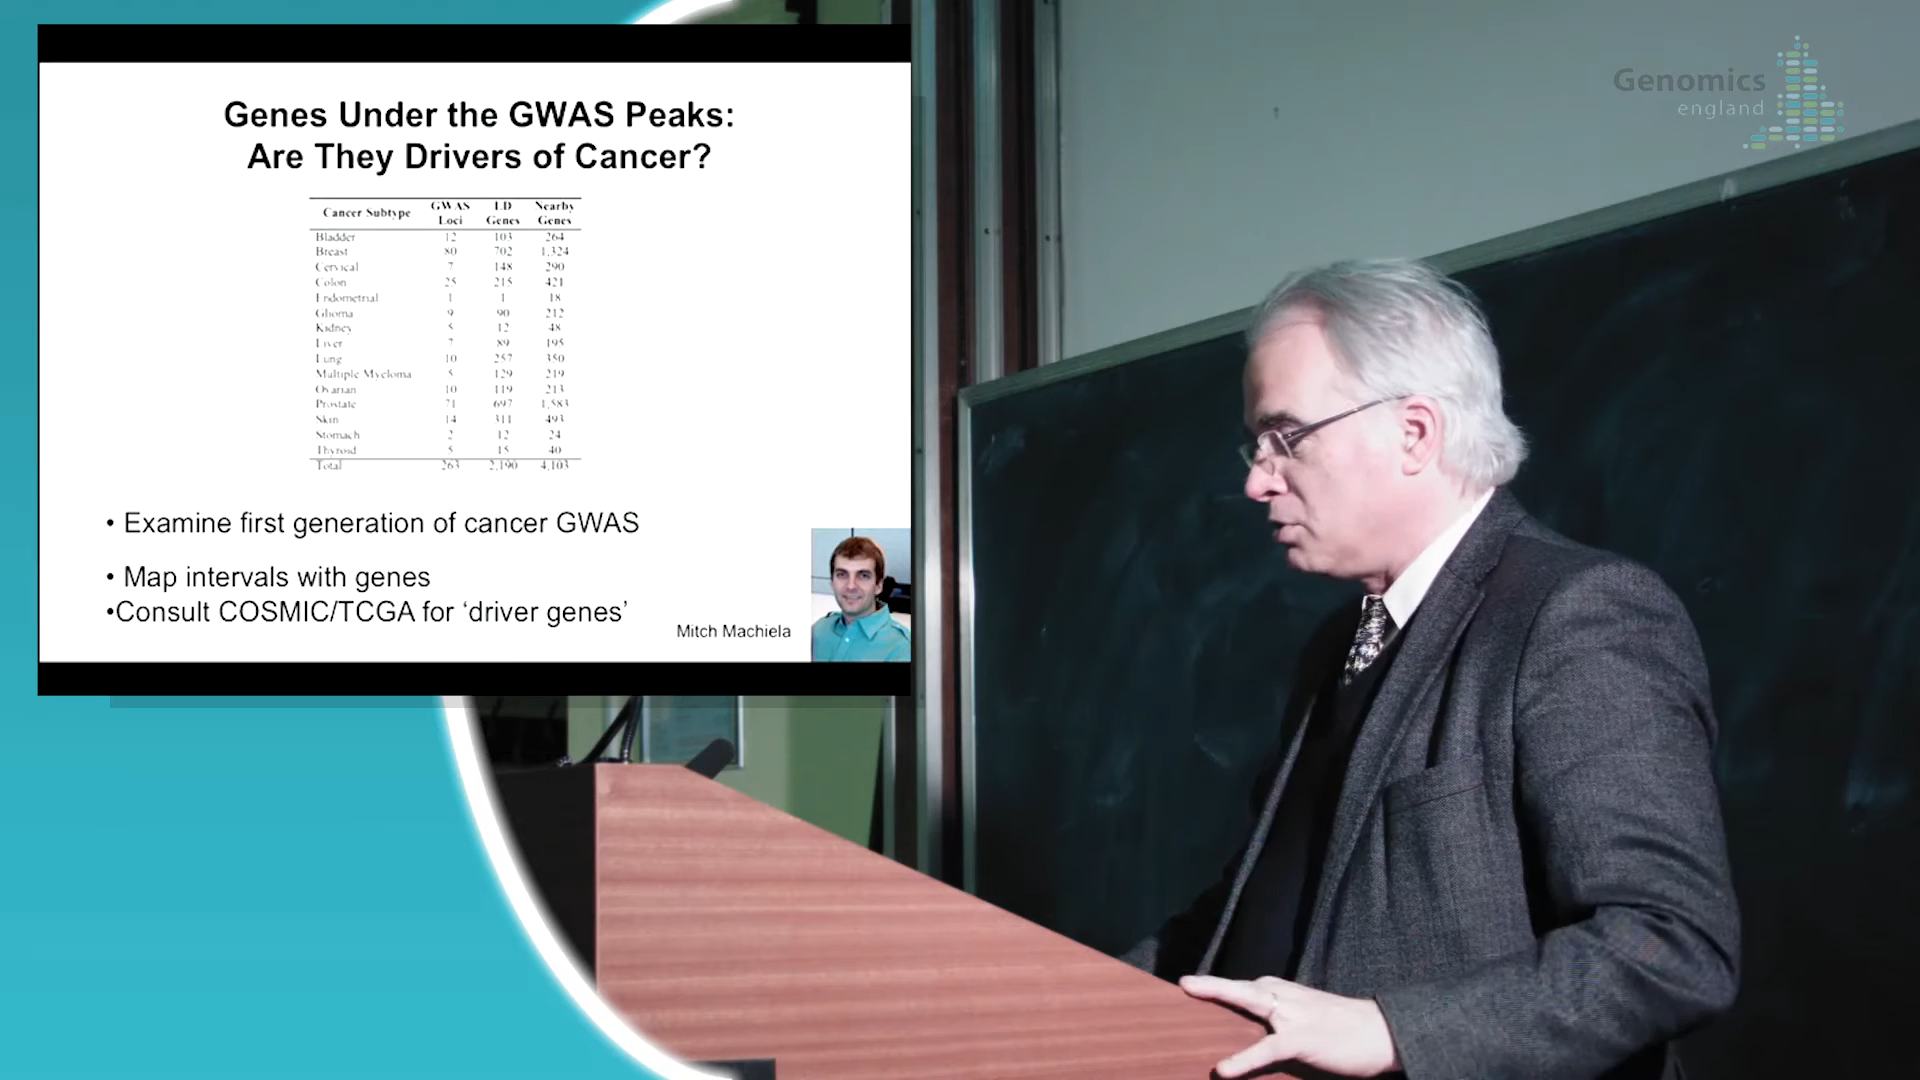 Genomics
england
Genes Under the GWAS Peaks:
Are They Drivers of Cancer?
Cancer Subtype GWAS Loci LD Genes Nearby Genes
Bladder 12 103 264
Breast 80 702 1,324
Cervical 7 148 290
Colon 25 215 421
Endometrial 1 1 18
Glioma 9 90 212
Kidney 5 12 48
Liver 7 89 195
Lung 10 257 350
Multiple Myeloma 5 129 219
Ovarian 10 119 213
Prostate 71 697 1,583
Skin 14 311 493
Stomach 2 12 24
Thyroid 5 15 40
Total 263 2,190 4,103
• Examine first generation of cancer GWAS
• Map intervals with genes
•Consult COSMIC/TCGA for ‘driver genes’
Mitch Machiela